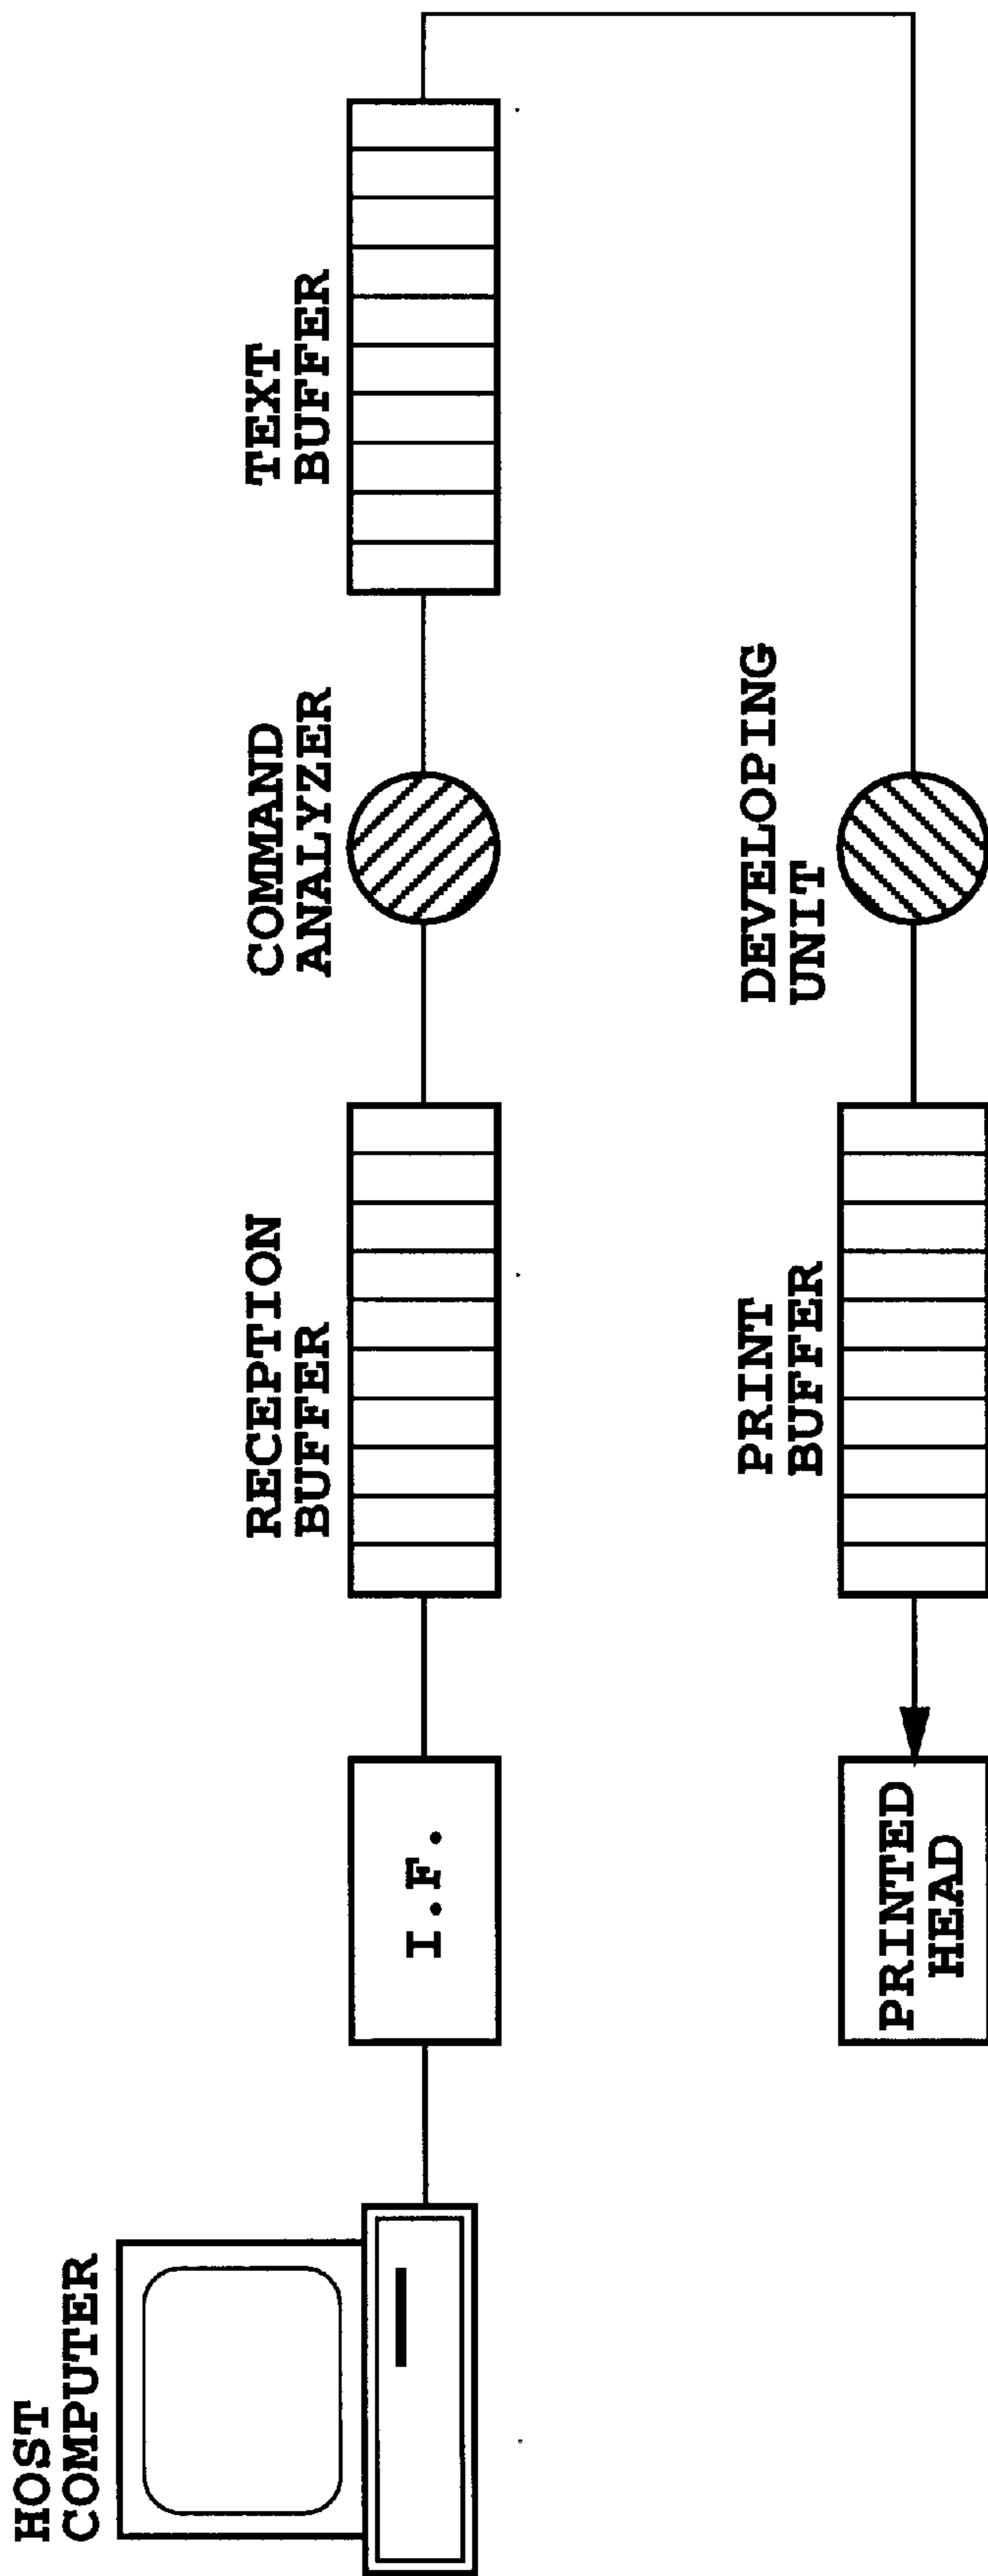 HOST
COMPUTER
I.F.
RECEPTION
BUFFER
COMMAND
ANALYZER
TEXT
BUFFER
PRINTED
HEAD
PRINT
BUFFER
DEVELOPING
UNIT